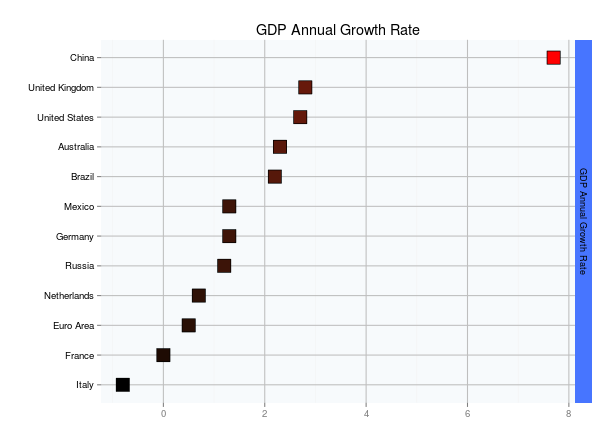 GDP Annual Growth Rate
China
United Kingdom
United States
Australia
Brazil
Mexico
Germany
Russia
Netherlands
Euro Area
France
Italy
0 2 4 6 8
GDP Annual Growth Rate